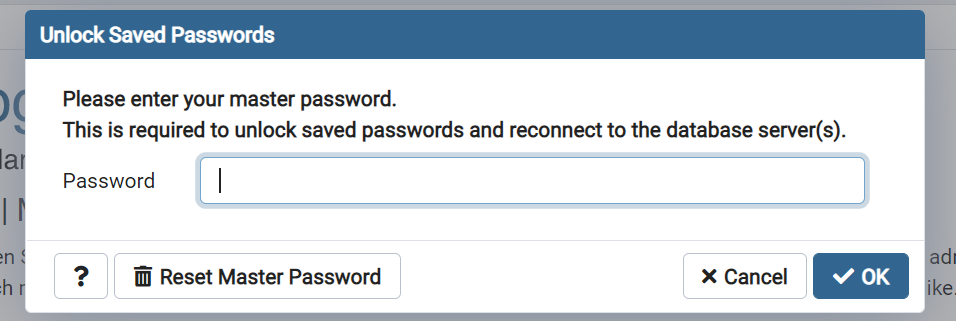 Unlock Saved Passwords
Please enter your master password.
This is required to unlock saved passwords and reconnect to the database server(s).
Password
?
Reset Master Password
Cancel
OK
ike.